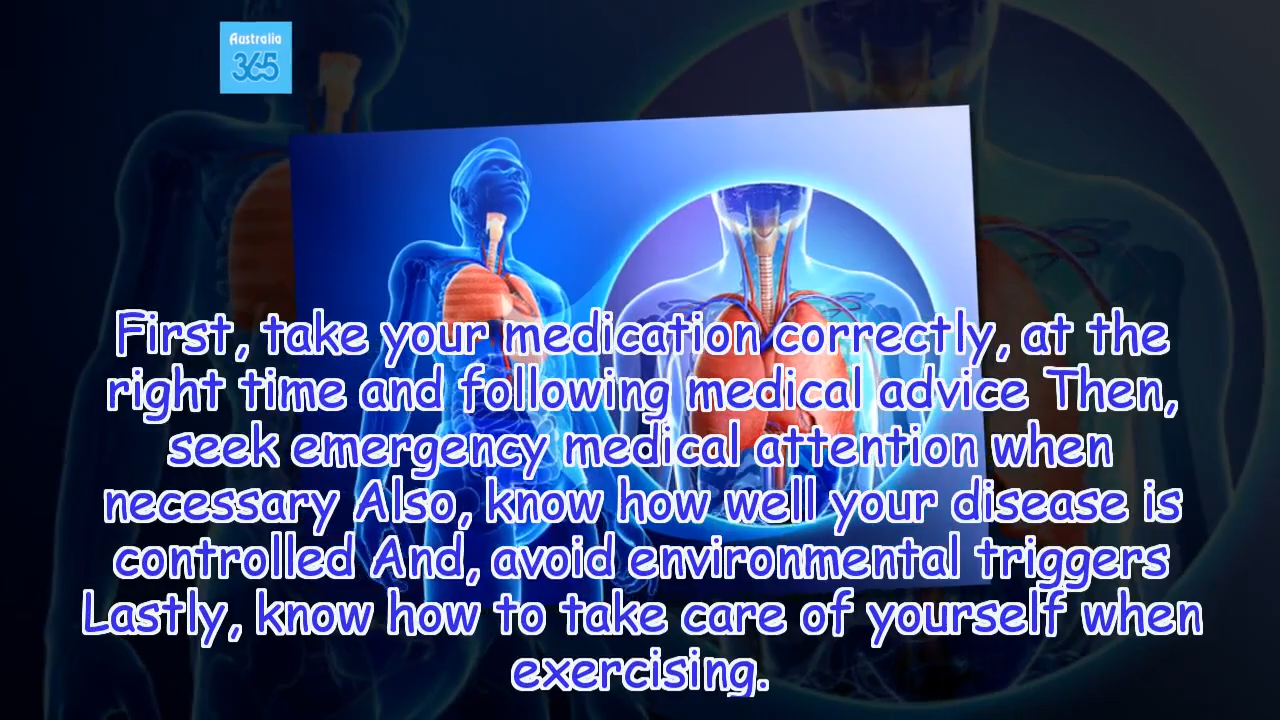 Australia
365
First, take your medication correctly, at the
right time and following medical advice Then,
seek emergency medical attention when
necessary Also, know how well your disease is
controlled And, avoid environmental triggers
Lastly, know how to take care of yourself when
exercising.